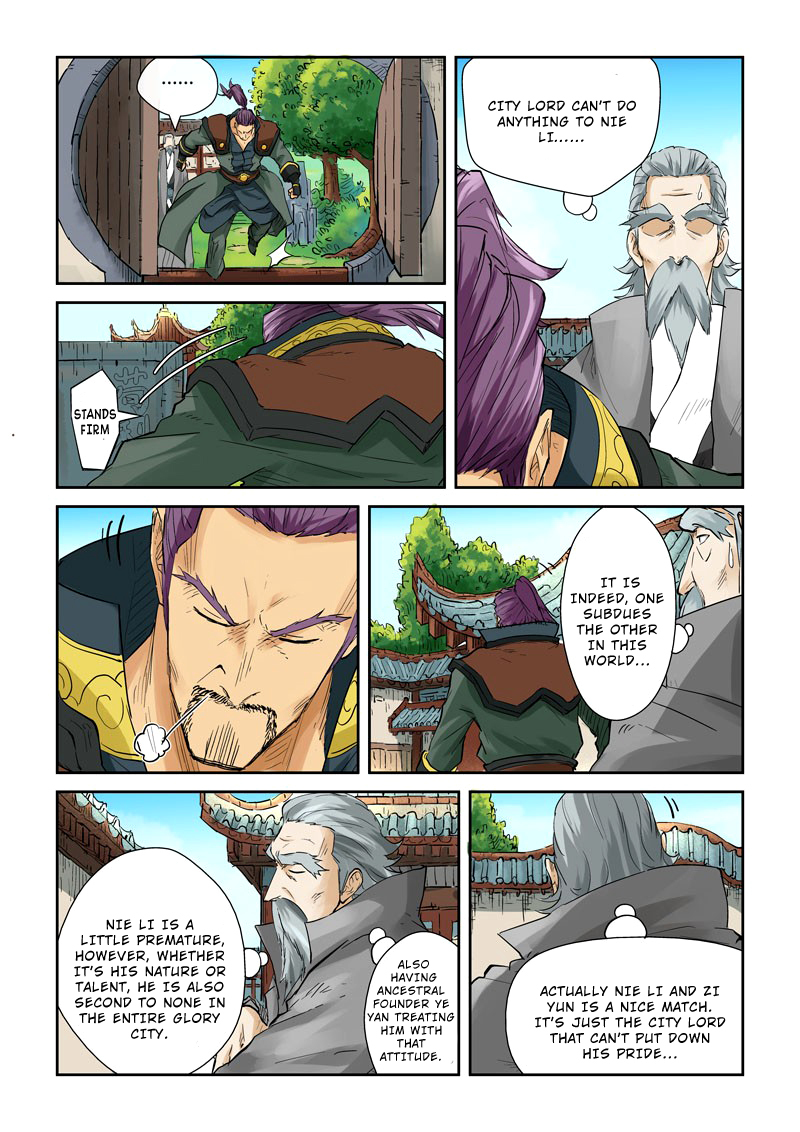 ......
CITY LORD CAN'T DO
ANYTHING TO NIE
LI......
STANDS
FIRM
IT IS
INDEED, ONE
SUBDUES
THE OTHER
IN THIS
WORLD...
NIE LI IS A
LITTLE PREMATURE,
HOWEVER, WHETHER
IT'S HIS NATURE OR
TALENT, HE IS ALSO
SECOND TO NONE IN
THE ENTIRE GLORY
CITY.
ALSO
HAVING
ANCESTRAL
FOUNDER YE
YAN TREATING
HIM WITH
THAT
ATTITUDE.
ACTUALLY NIE LI AND ZI
YUN IS A NICE MATCH.
IT'S JUST THE CITY LORD
THAT CAN'T PUT DOWN
HIS PRIDE...